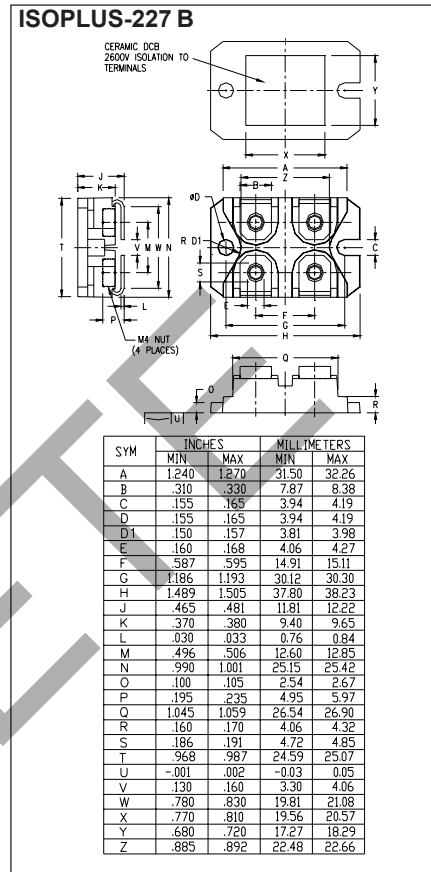 ISOPLUS-227 B
CERAMIC DCB
2600V ISOLATION TO
TERMINALS
Y
X
A
Z
B
J
K
øD
R D1
T
V M W N
C
S
E
F
G
H
L
P
M4 NUT
(4 PLACES)
Q
O
R
U
SYM INCHES MILLIMETERS
MIN MAX MIN MAX
A 1.240 1.270 31.50 32.26
B .310 .330 7.87 8.38
C .155 .165 3.94 4.19
D .155 .165 3.94 4.19
D1 .150 .157 3.81 3.98
E .160 .168 4.06 4.27
F .587 .595 14.91 15.11
G 1.186 1.193 30.12 30.30
H 1.489 1.505 37.80 38.23
J .465 .481 11.81 12.22
K .370 .380 9.40 9.65
L .030 .033 0.76 0.84
M .496 .506 12.60 12.85
N .990 1.001 25.15 25.42
O .100 .105 2.54 2.67
P .195 .235 4.95 5.97
Q 1.045 1.059 26.54 26.90
R .160 .170 4.06 4.32
S .186 .191 4.72 4.85
T .968 .987 24.59 25.07
U -.001 .002 -0.03 0.05
V .130 .160 3.30 4.06
W .780 .830 19.81 21.08
X .770 .810 19.56 20.57
Y .680 .720 17.27 18.29
Z .885 .892 22.48 22.66
ETE